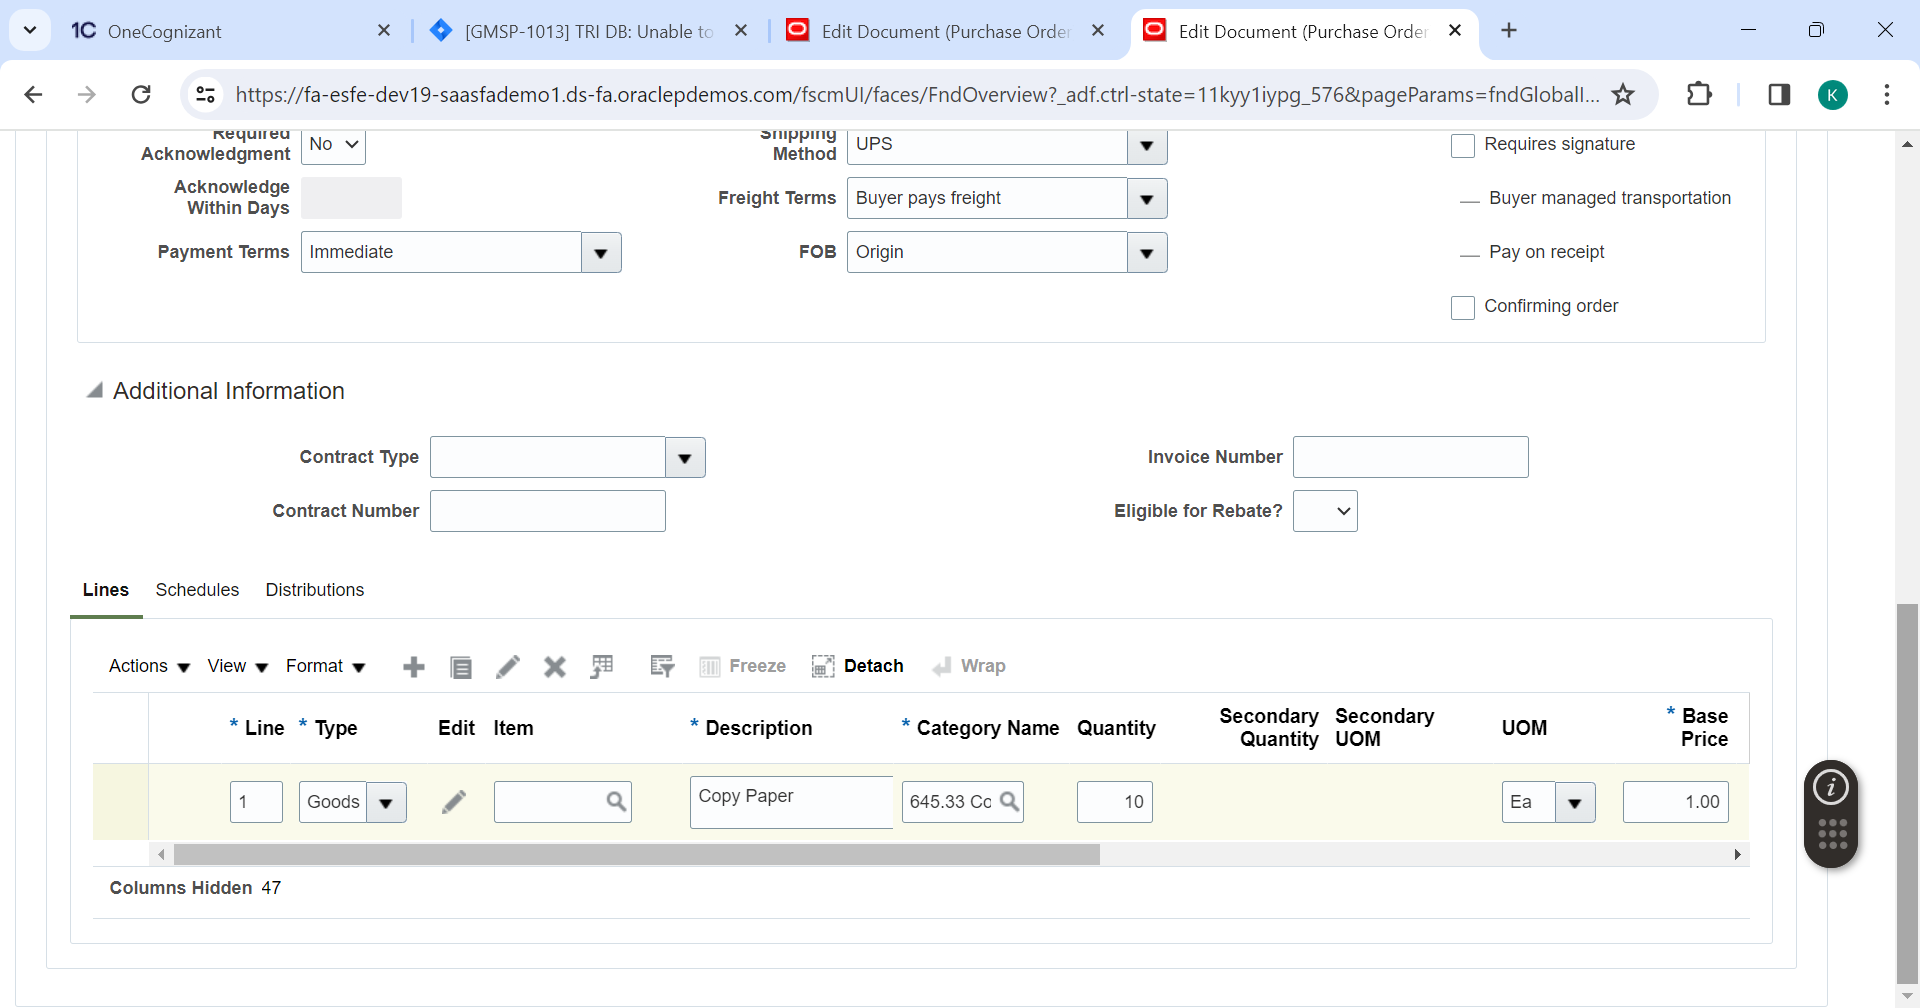 1C OneCognizant
[GMSP-1013] TRI DB: Unable to
Edit Document (Purchase Order
Edit Document (Purchase Order
https://fa-esfe-dev19-saasfademo1.ds-fa.oraclepdemos.com/fscmUI/faces/FndOverview?_adf.ctrl-state=11kyy1iypg_576&pageParams=fndGlobalI...
K
Required
Acknowledgment No
Shipping
Method UPS
Requires signature
Acknowledge
Within Days
Freight Terms Buyer pays freight
Buyer managed transportation
Payment Terms Immediate
FOB Origin
Pay on receipt
Confirming order
Additional Information
Contract Type
Invoice Number
Contract Number
Eligible for Rebate?
Lines Schedules Distributions
Actions View Format Freeze Detach Wrap
* Line * Type Edit Item * Description * Category Name Quantity Secondary Quantity Secondary UOM UOM * Base Price
1 Goods Copy Paper 645.33 Cc 10 Ea 1.00
Columns Hidden 47